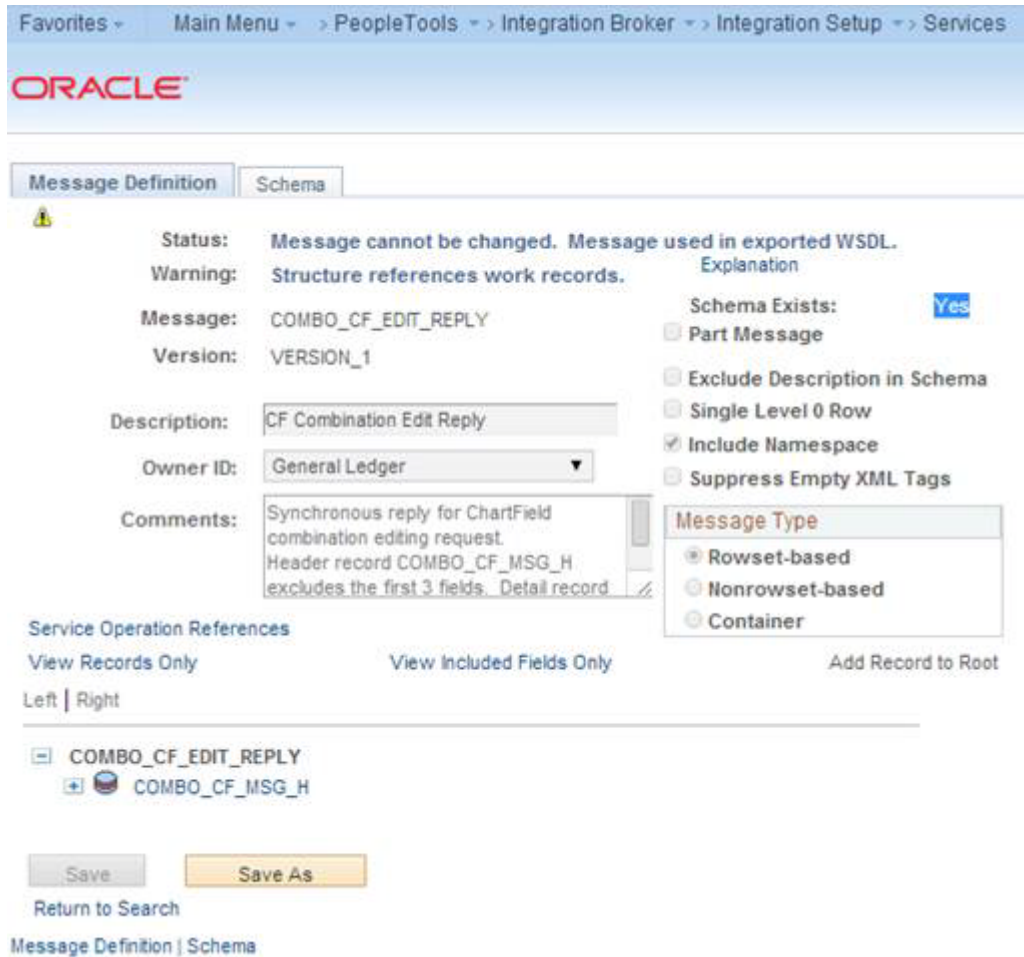 Favorites Main Menu > PeopleTools > Integration Broker > Integration Setup > Services
ORACLE
Message Definition Schema
Status: Message cannot be changed. Message used in exported WSDL.
Explanation
Warning: Structure references work records.
Schema Exists: Yes
Message: COMBO_CF_EDIT_REPLY
Part Message
Version: VERSION_1
Exclude Description in Schema
Description: CF Combination Edit Reply
Single Level 0 Row
Include Namespace
Owner ID: General Ledger
Suppress Empty XML Tags
Comments: Synchronous reply for ChartField
combination editing request.
Header record COMBO_CF_MSG_H
excludes the first 3 fields. Detail record
Message Type
Rowset-based
Nonrowset-based
Container
Service Operation References
View Records Only View Included Fields Only Add Record to Root
Left | Right
COMBO_CF_EDIT_REPLY
COMBO_CF_MSG_H
Save Save As
Return to Search
Message Definition | Schema